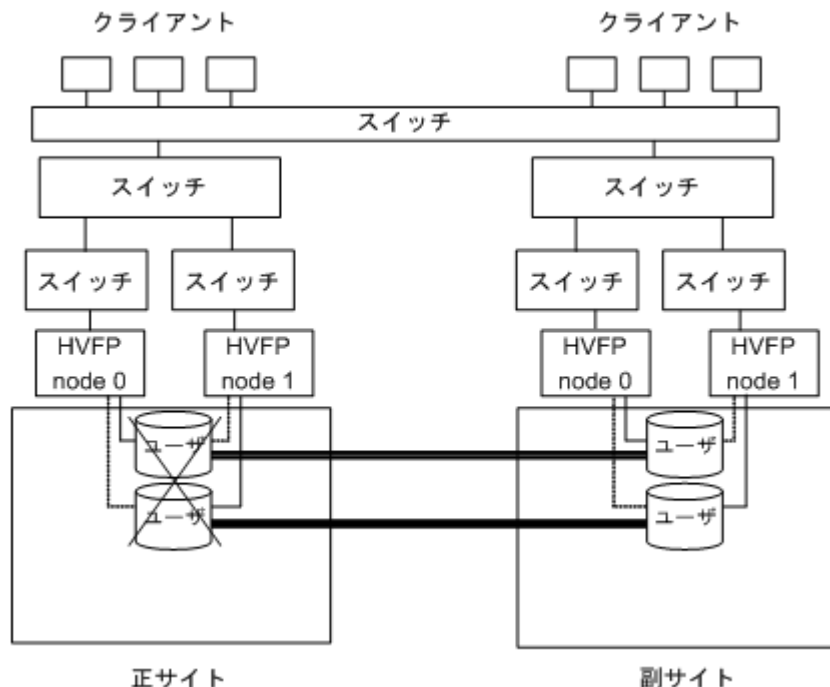 クライアント
クライアント
スイッチ
スイッチ
スイッチ
スイッチ
スイッチ
スイッチ
スイッチ
HVFP
node 0
HVFP
node 1
HVFP
node 0
HVFP
node 1
ユーザ
ユーザ
ユーザ
ユーザ
正サイト
副サイト